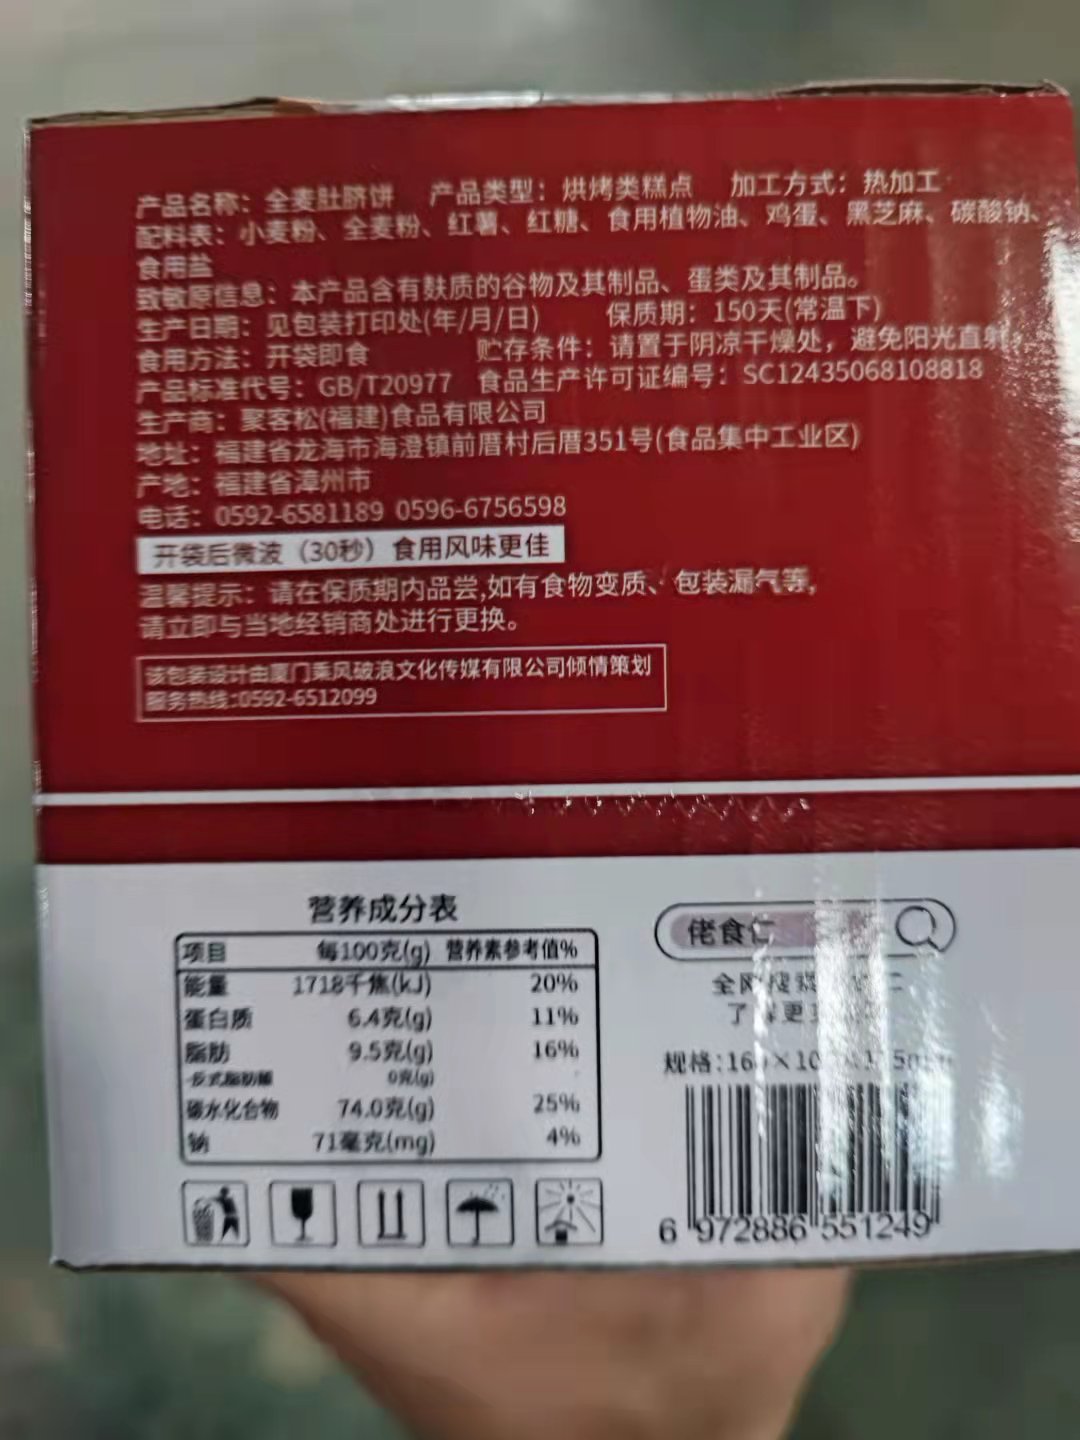 产品名称：全麦肚脐饼 产品类型：烘烤类糕点 加工方式：热加工
配料表：小麦粉、全麦粉、红薯、红糖、食用植物油、鸡蛋、黑芝麻、碳酸钠、
食用盐
致敏原信息：本产品含有麸质的谷物及其制品、蛋类及其制品。
生产日期：见包装打印处(年/月/日) 保质期：150天(常温下)
食用方法：开袋即食 贮存条件：请置于阴凉干燥处，避免阳光直射。
产品标准代号：GB/T20977 食品生产许可证编号：SC12435068108818
生产商：聚客松(福建)食品有限公司
地址：福建省龙海市海澄镇前厝村后厝351号(食品集中工业区)
产地：福建省漳州市
电话：0592-6581189 0596-6756598
开袋后微波（30秒）食用风味更佳
温馨提示：请在保质期内品尝,如有食物变质、包装漏气等，
请立即与当地经销商处进行更换。
该包装设计由厦门乘风破浪文化传媒有限公司倾情策划
服务热线:0592-6512099
营养成分表
项目 每100克(g) 营养素参考值%
能量 1718千焦(kJ) 20%
蛋白质 6.4克(g) 11%
脂肪 9.5克(g) 16%
-反式脂肪酸 0克(g)
碳水化合物 74.0克(g) 25%
钠 71毫克(mg) 4%
佬食仁
全网搜索
了解更
规格:16
6 972886 551249